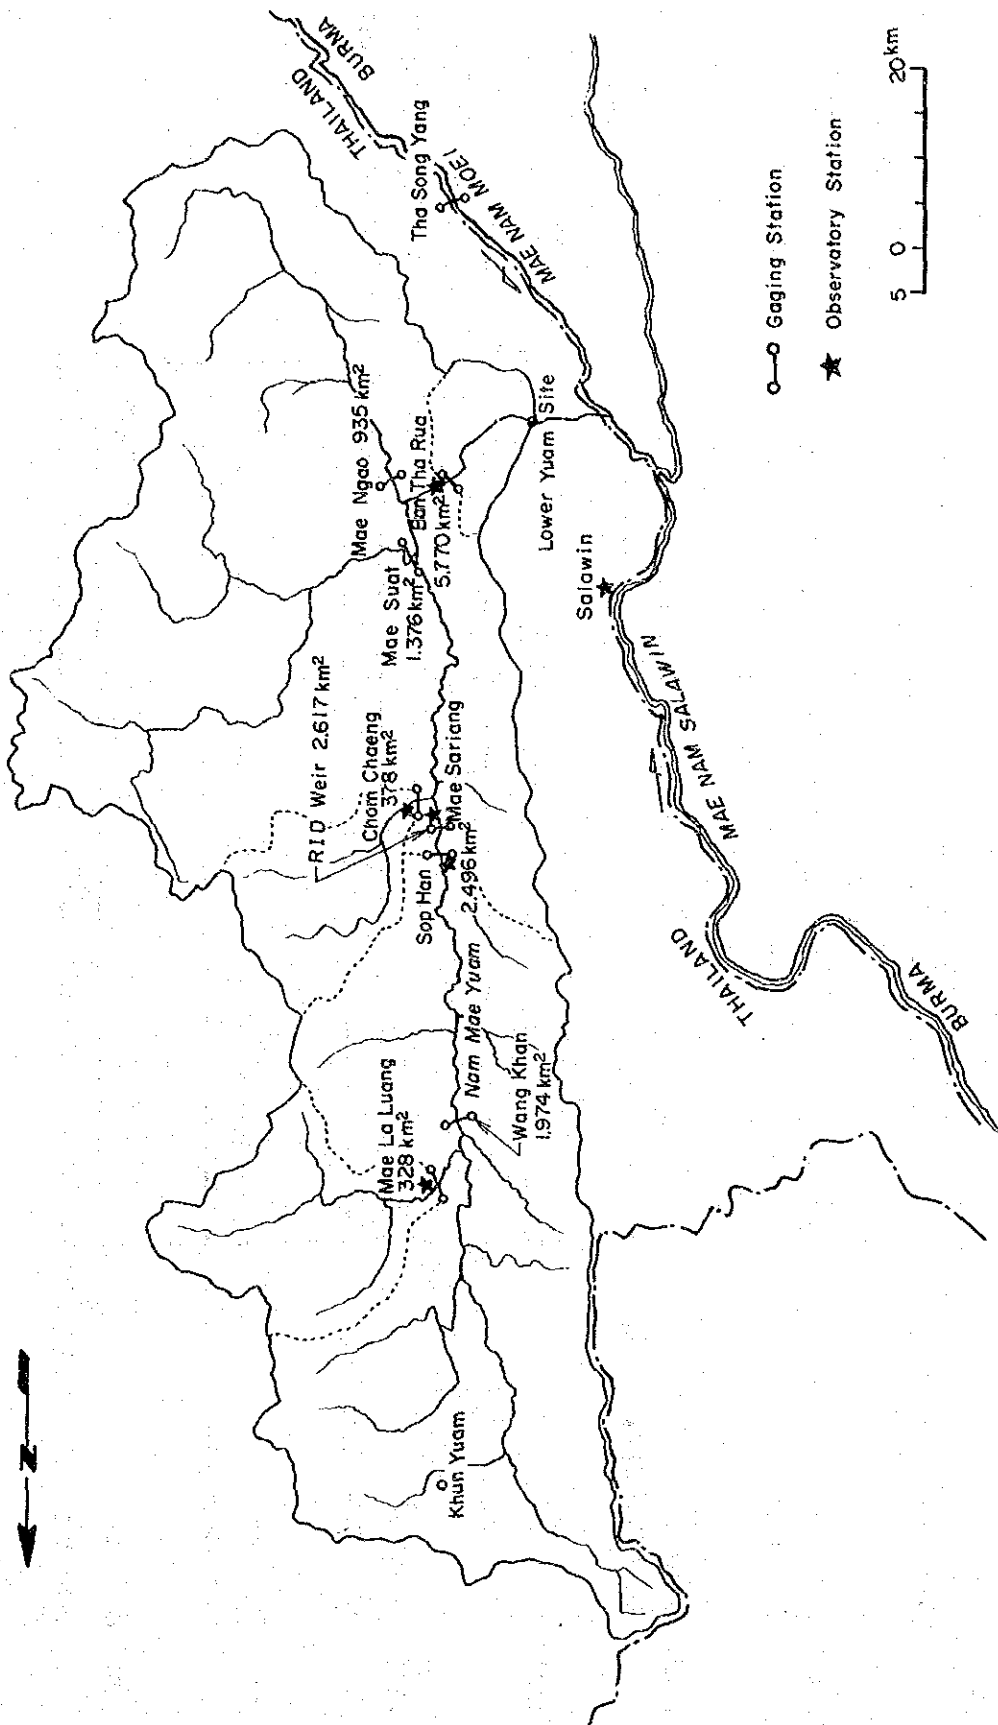 N
BURMA
THAILAND
Tha Song Yang
MAE NAM MOEI
Mae Ngao 935 km²
Ban Tha Rua
5.770 km²
Mae Suat
1.376 km²
Lower Yuam Site
Salawin
RID Weir 2.617 km²
Chom Chaeng
378 km²
Mae Sariang
Sop Han
2.496 km²
MAE NAM SALAWIN
Nam Mae Yuam
Mae La Luang
328 km²
Wang Khan
1.974 km²
THAILAND
BURMA
Khun Yuam
Gaging Station
Observatory Station
5 0 20 km